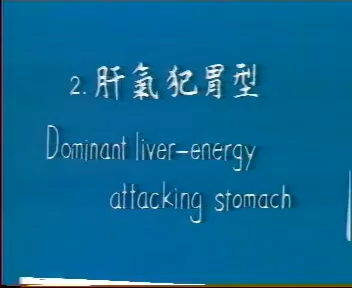 2. 肝氣犯胃型
Dominant liver-energy
attacking stomach